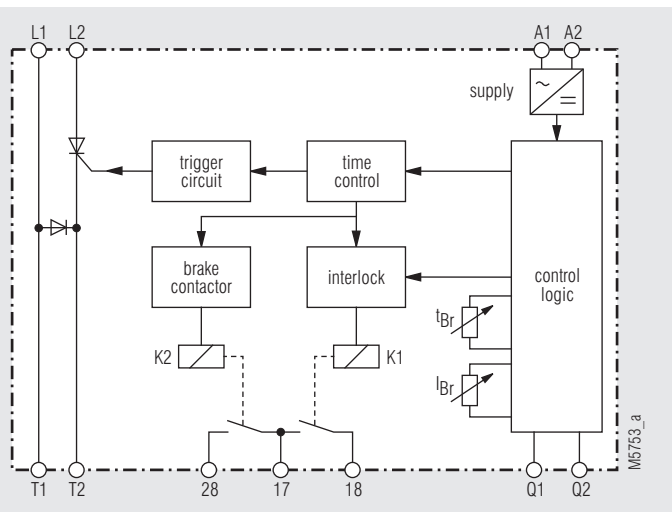 L1 L2 A1 A2
supply
~
=
trigger
circuit
time
control
brake
contactor
interlock
control
logic
tBr
IBr
K2
K1
28 17 18
T1 T2 Q1 Q2
M5753_a